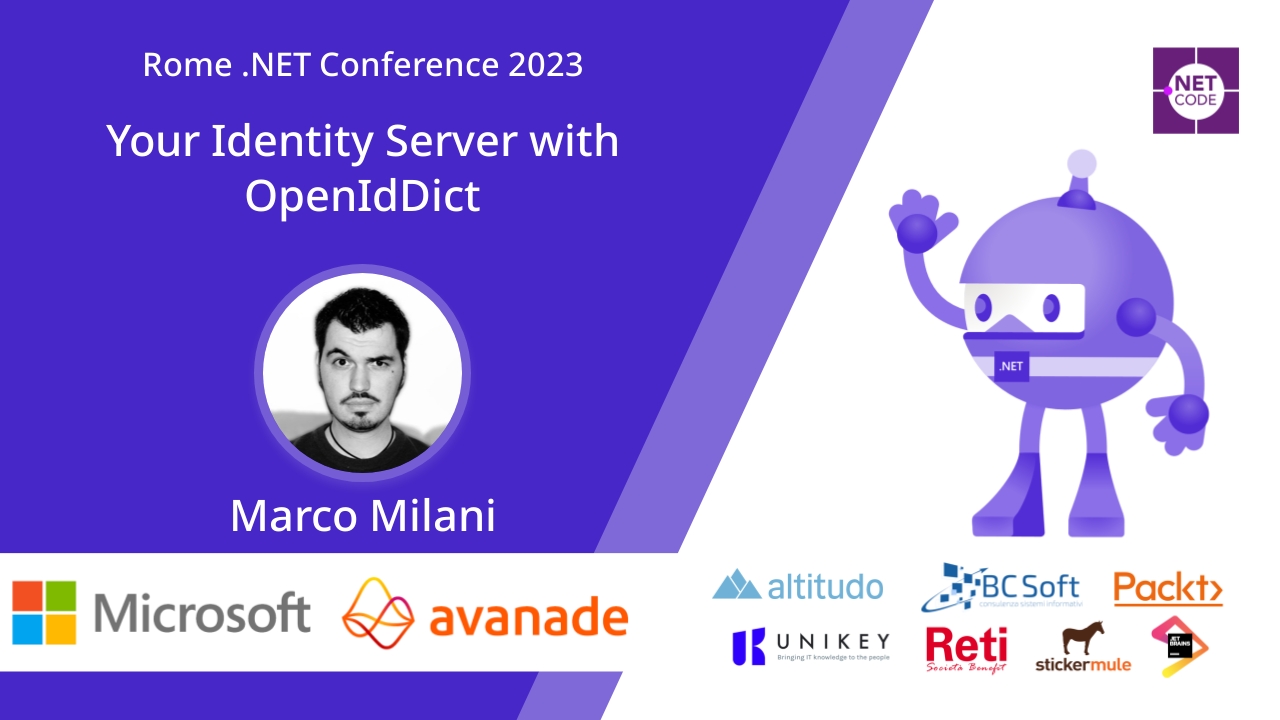 Rome .NET Conference 2023
Your Identity Server with
OpenIdDict
Marco Milani
.NET
CODE
.NET
Microsoft
avanade
altitudo
BC Soft
consulenza sistemi informativi
Packt>
UNIKEY
Bringing IT knowledge to the people
Reti
Società Benefit
stickermule
JET
BRAINS